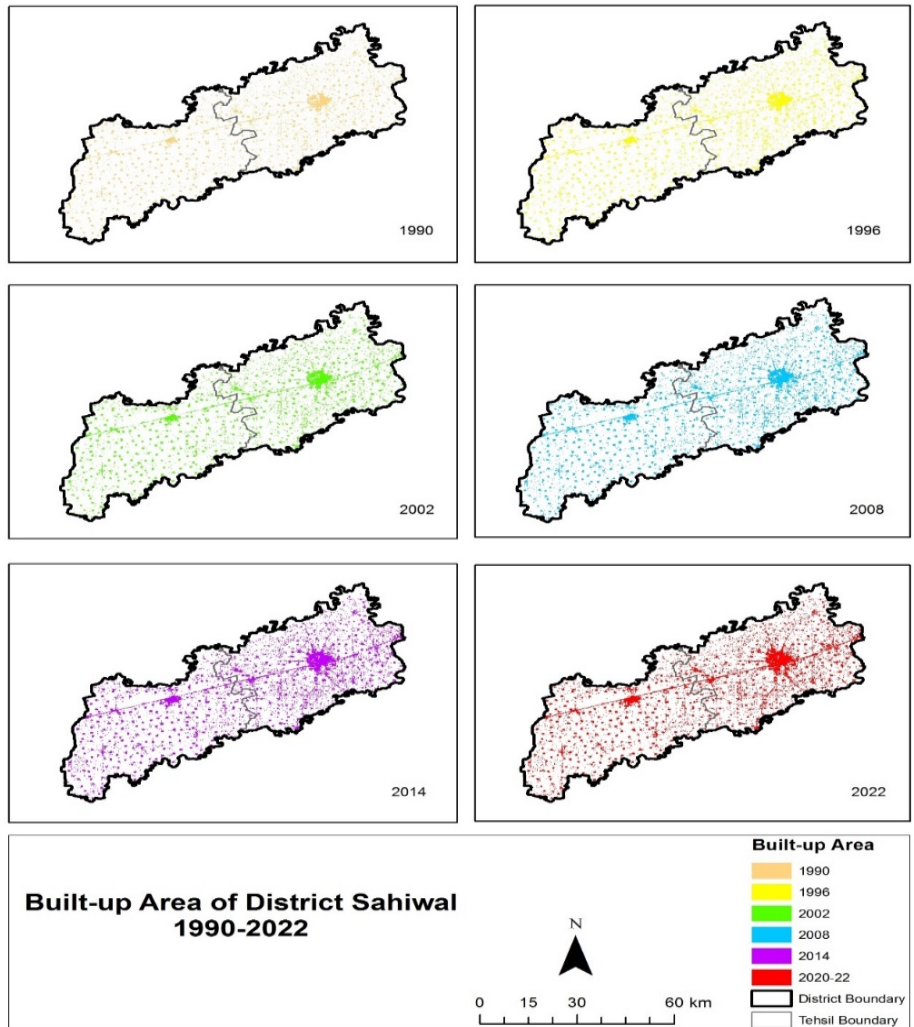 1990
1996
2002
2008
2014
2022
Built-up Area of District Sahiwal
1990-2022
N
0 15 30 60 km
Built-up Area
1990
1996
2002
2008
2014
2020-22
District Boundary
Tehsil Boundary